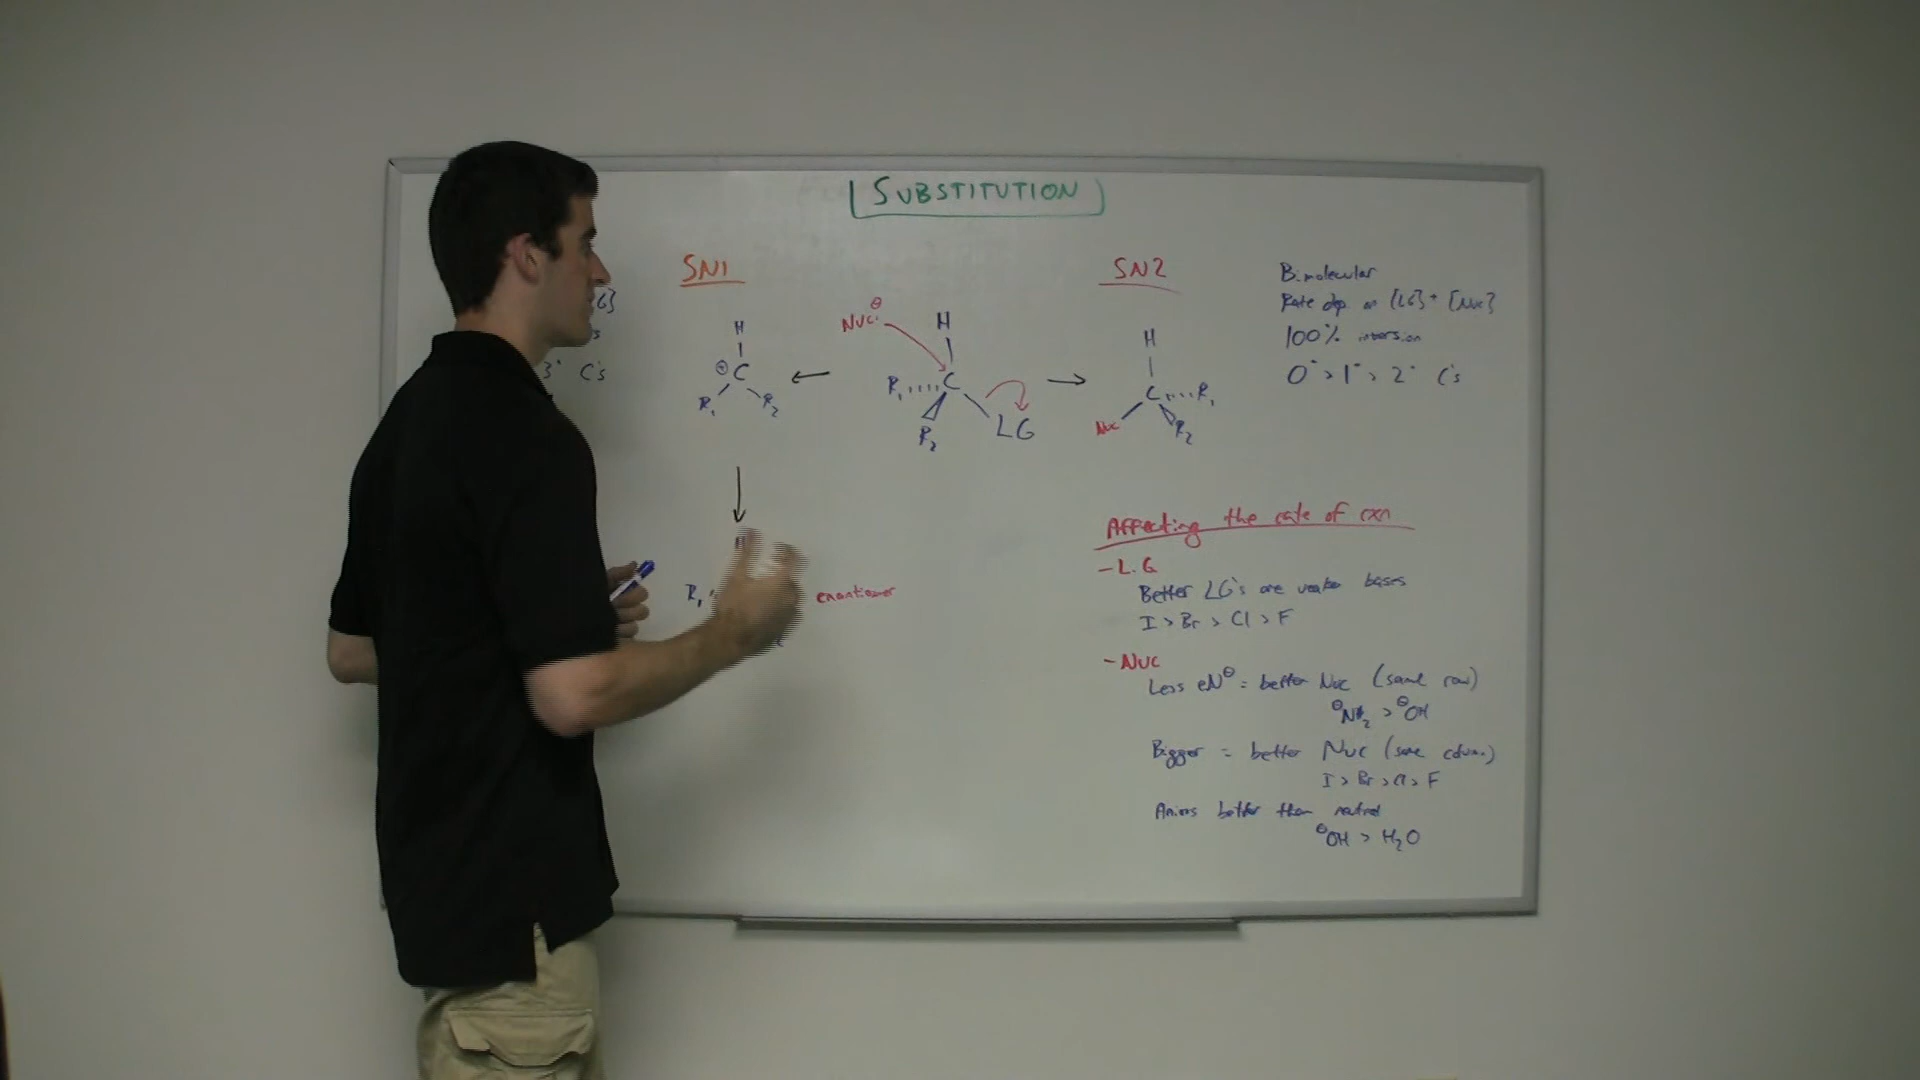 SUBSTITUTION
SN1
SN2
G]
s
3° C's
H
⊕C
R1
R2
Nuc:⊖
H
R1 C
R2
LG
H
C R1
Nuc
R2
Bimolecular
Rate dep on [LG] + [Nuc]
100% inversion
0° > 1° > 2° C's
H
R1
enantiomer
Affecting the rate of rxn
- L.G
Better LG's are weaker bases
I > Br > Cl > F
- Nuc
Less eN⊖ = better Nuc (same row)
⊖NH2 > ⊖OH
Bigger = better Nuc (same column)
I > Br > Cl > F
Anions better than neutral
⊖OH > H2O